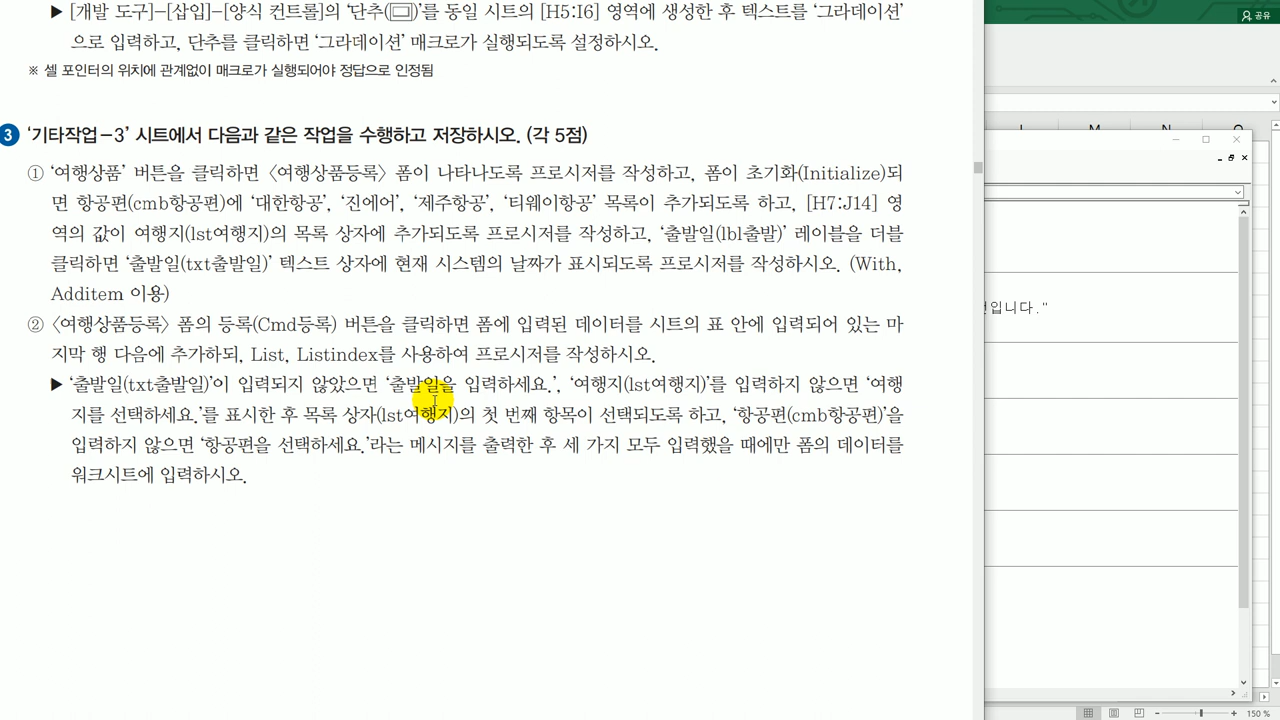 ▶ [개발 도구]-[삽입]-[양식 컨트롤]의 '단추(▭)'를 동일 시트의 [H5:I6] 영역에 생성한 후 텍스트를 '그라데이션'
으로 입력하고, 단추를 클릭하면 '그라데이션' 매크로가 실행되도록 설정하시오.
※ 셀 포인터의 위치에 관계없이 매크로가 실행되어야 정답으로 인정됨
공유
3 '기타작업-3' 시트에서 다음과 같은 작업을 수행하고 저장하시오. (각 5점)
① '여행상품' 버튼을 클릭하면 〈여행상품등록〉 폼이 나타나도록 프로시저를 작성하고, 폼이 초기화(Initialize)되
면 항공편(cmb항공편)에 '대한항공', '진에어', '제주항공', '티웨이항공' 목록이 추가되도록 하고, [H7:J14] 영
역의 값이 여행지(lst여행지)의 목록 상자에 추가되도록 프로시저를 작성하고, '출발일(lbl출발)' 레이블을 더블
클릭하면 '출발일(txt출발일)' 텍스트 상자에 현재 시스템의 날짜가 표시되도록 프로시저를 작성하시오. (With,
Additem 이용)
② 〈여행상품등록〉 폼의 등록(Cmd등록) 버튼을 클릭하면 폼에 입력된 데이터를 시트의 표 안에 입력되어 있는 마
지막 행 다음에 추가하되, List, Listindex를 사용하여 프로시저를 작성하시오.
▶ '출발일(txt출발일)'이 입력되지 않았으면 '출발일을 입력하세요.', '여행지(lst여행지)'를 입력하지 않으면 '여행
지를 선택하세요.'를 표시한 후 목록 상자(lst여행지)의 첫 번째 항목이 선택되도록 하고, '항공편(cmb항공편)'을
입력하지 않으면 '항공편을 선택하세요.'라는 메시지를 출력한 후 세 가지 모두 입력했을 때에만 폼의 데이터를
워크시트에 입력하시오.
입니다."
150 %